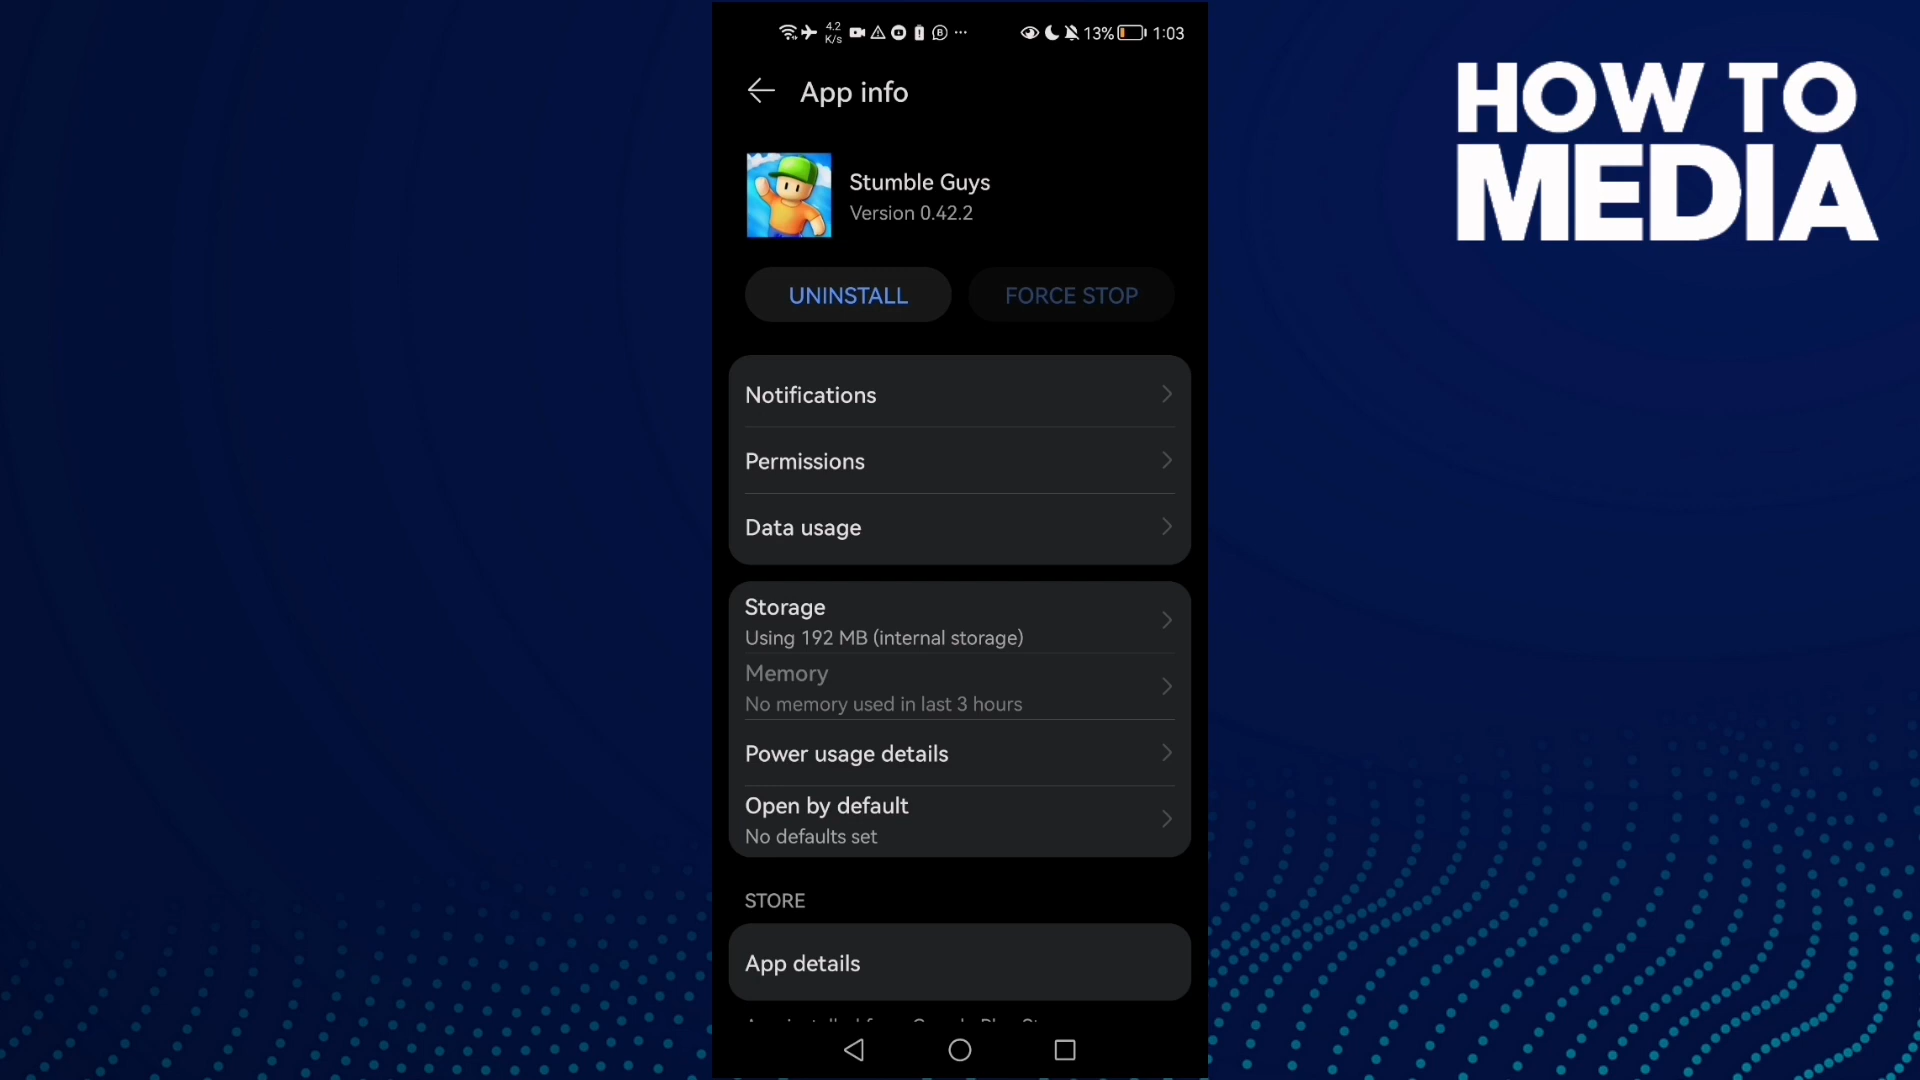 4.2
K/s
13%
1:03
App info
Stumble Guys
Version 0.42.2
UNINSTALL
FORCE STOP
Notifications
Permissions
Data usage
Storage
Using 192 MB (internal storage)
Memory
No memory used in last 3 hours
Power usage details
Open by default
No defaults set
STORE
App details
HOW TO
MEDIA